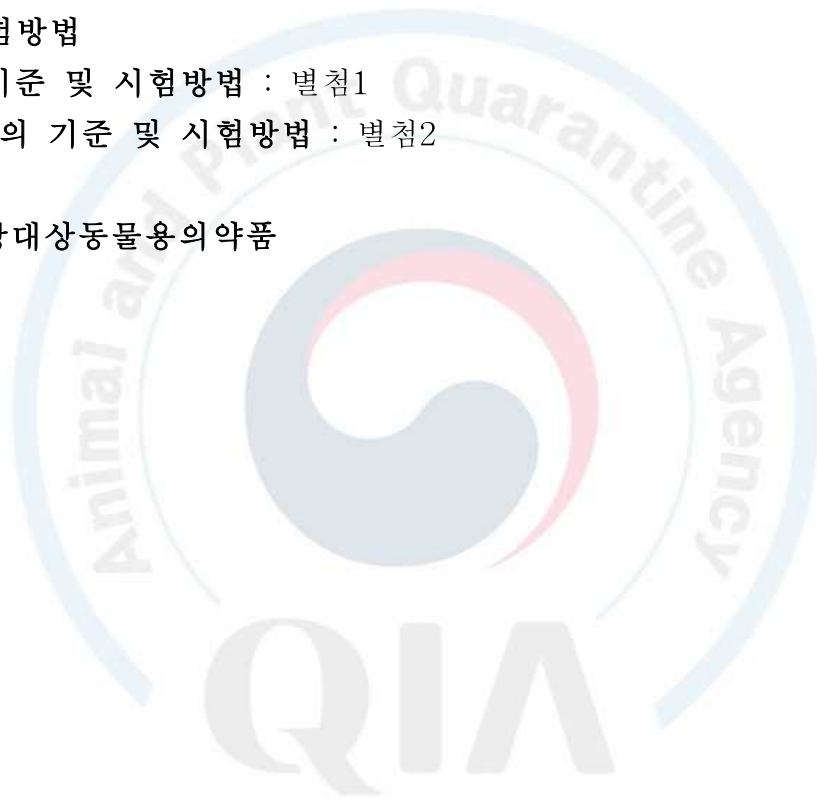 험방법
기준 및 시험방법 : 별첨1
의 기준 및 시험방법 : 별첨2
대상동물용의약품
Animal and Plant Quarantine Agency
QIA